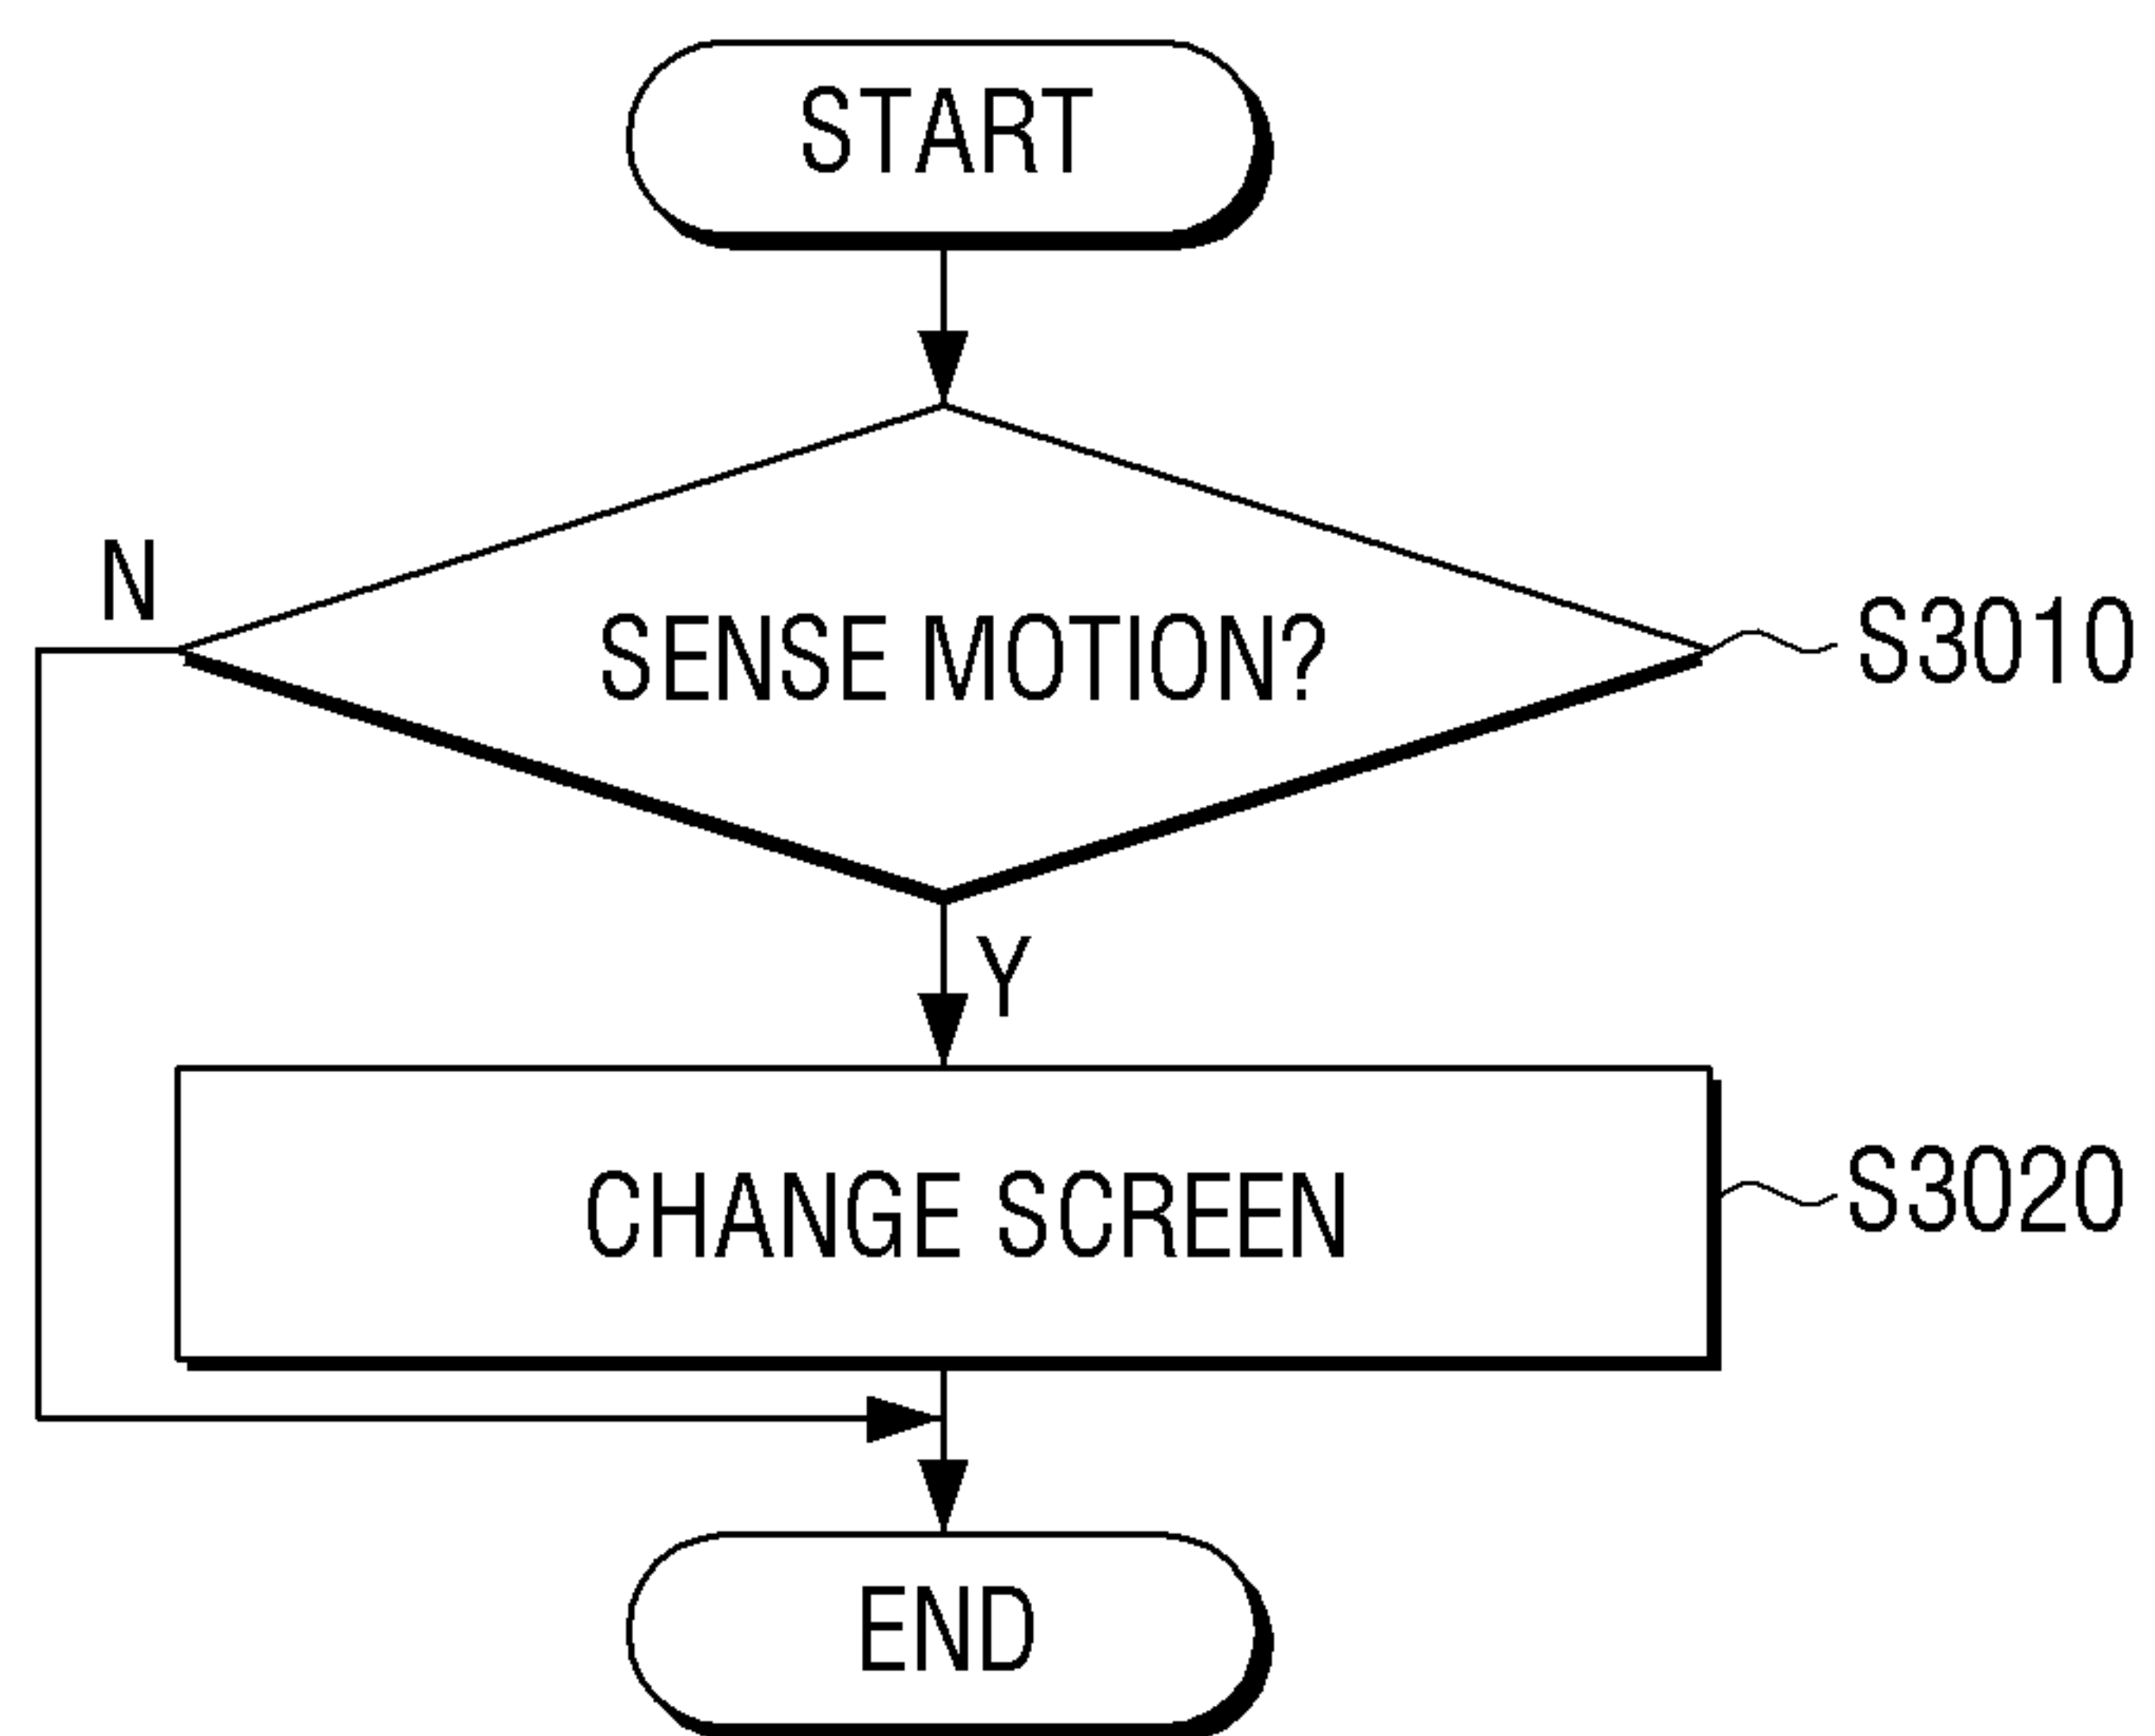 START
N
SENSE MOTION?
S3010
Y
CHANGE SCREEN
S3020
END